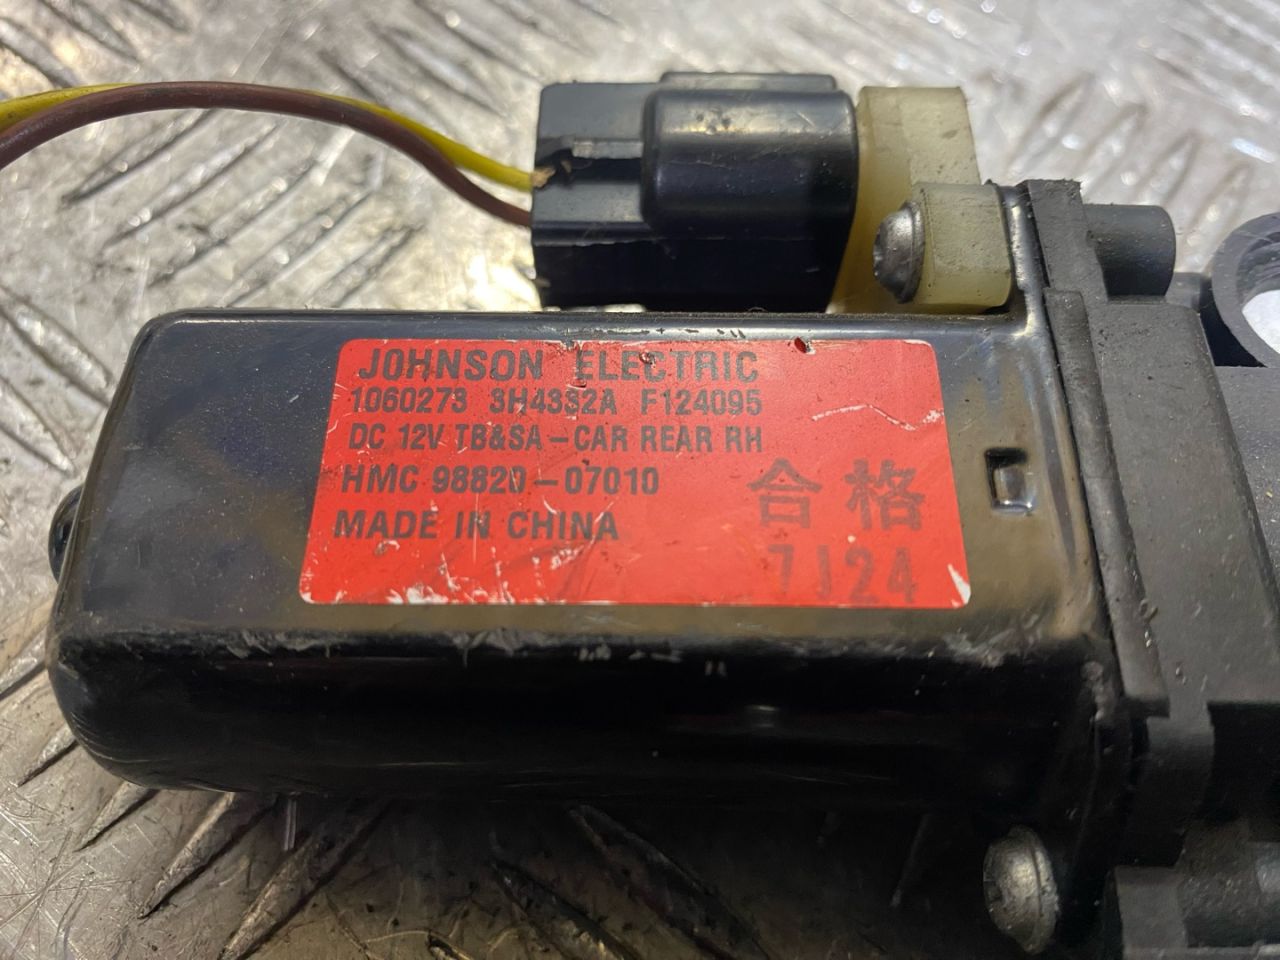 JOHNSON ELECTRIC
1060273 3H4332A F124095
DC 12V TB&SA-CAR REAR RH
HMC 98820-07010
合格
MADE IN CHINA
7J24